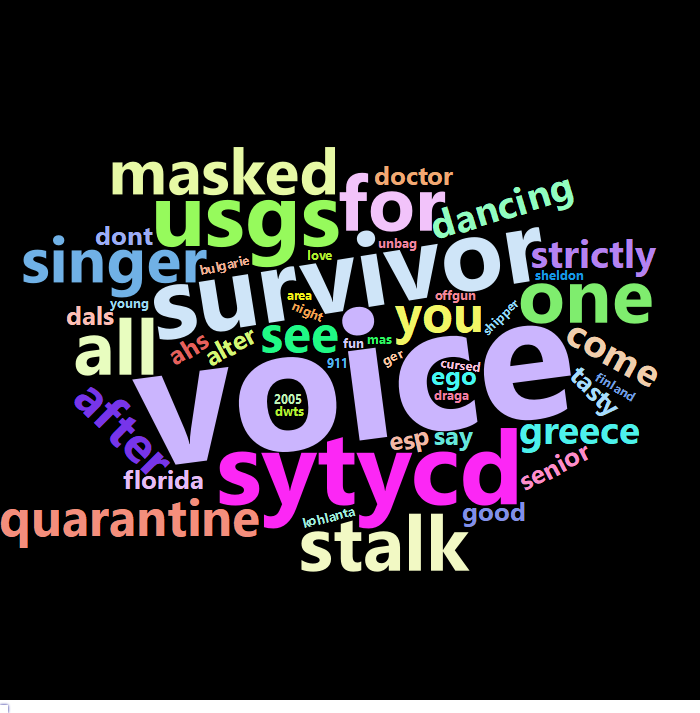 masked
doctor
usgs
for
dancing
dont
singer
bulgarie
love
unbag
survivor
strictly
sheldon
young
dals
area
night
offgun
shipper
you
one
all
ahs
alter
see
fun
mas
come
911
ger
cursed
ego
draga
tasty
finland
voice
2005
dwts
after
esp
say
greece
florida
sytycd
senior
quarantine
kohlanta
good
stalk